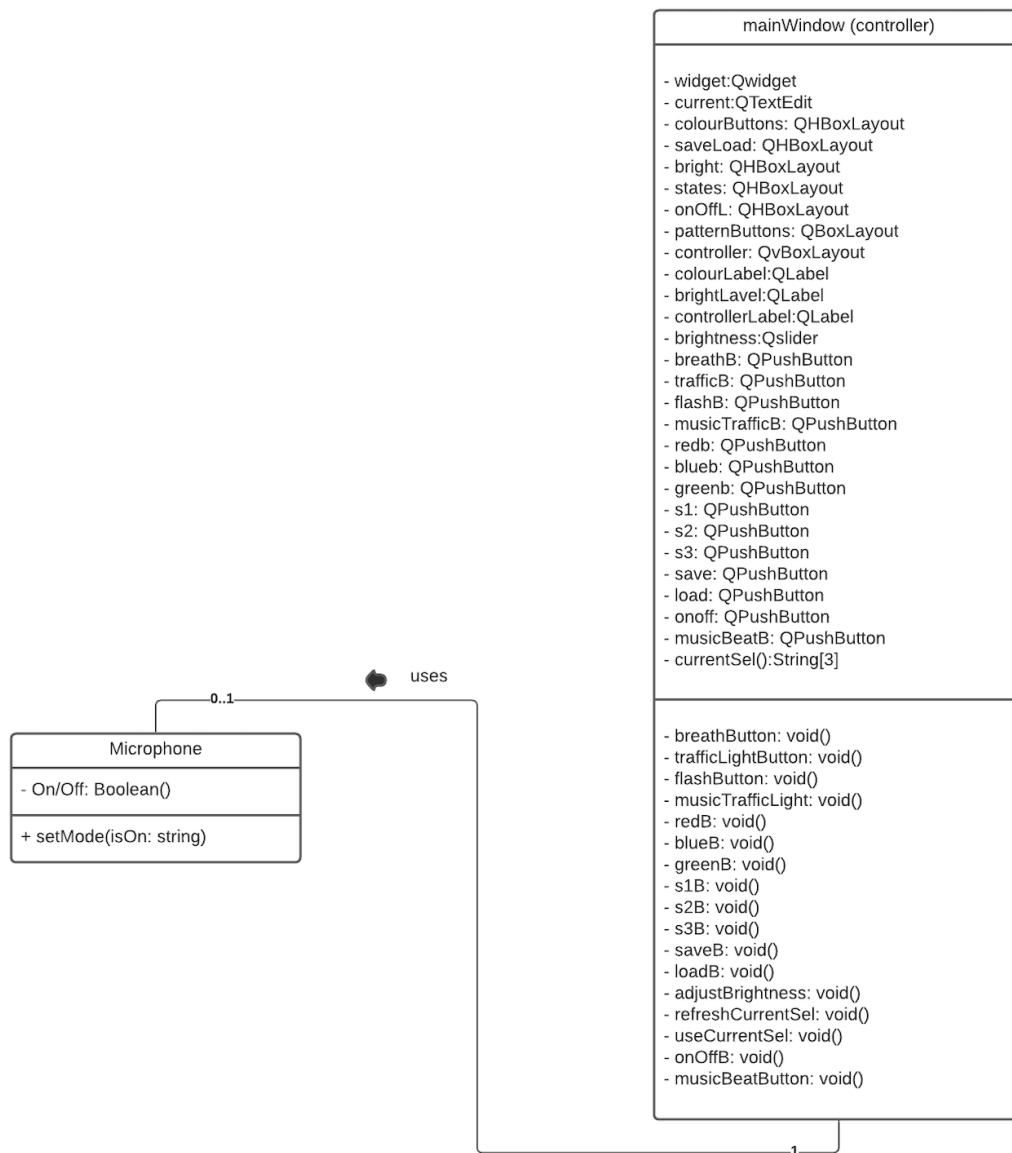 mainWindow (controller)
- widget:Qwidget
- current:QTextEdit
- colourButtons: QHBoxLayout
- saveLoad: QHBoxLayout
- bright: QHBoxLayout
- states: QHBoxLayout
- onOffL: QHBoxLayout
- patternButtons: QBoxLayout
- controller: QvBoxLayout
- colourLabel:QLabel
- brightLavel:QLabel
- controllerLabel:QLabel
- brightness:Qslider
- breathB: QPushButton
- trafficB: QPushButton
- flashB: QPushButton
- musicTrafficB: QPushButton
- redb: QPushButton
- blueb: QPushButton
- greenb: QPushButton
- s1: QPushButton
- s2: QPushButton
- s3: QPushButton
- save: QPushButton
- load: QPushButton
- onoff: QPushButton
- musicBeatB: QPushButton
- currentSel():String[3]
- breathButton: void()
- trafficLightButton: void()
- flashButton: void()
- musicTrafficLight: void()
- redB: void()
- blueB: void()
- greenB: void()
- s1B: void()
- s2B: void()
- s3B: void()
- saveB: void()
- loadB: void()
- adjustBrightness: void()
- refreshCurrentSel: void()
- useCurrentSel: void()
- onOffB: void()
- musicBeatButton: void()
uses
0..1
Microphone
- On/Off: Boolean()
+ setMode(isOn: string)
1